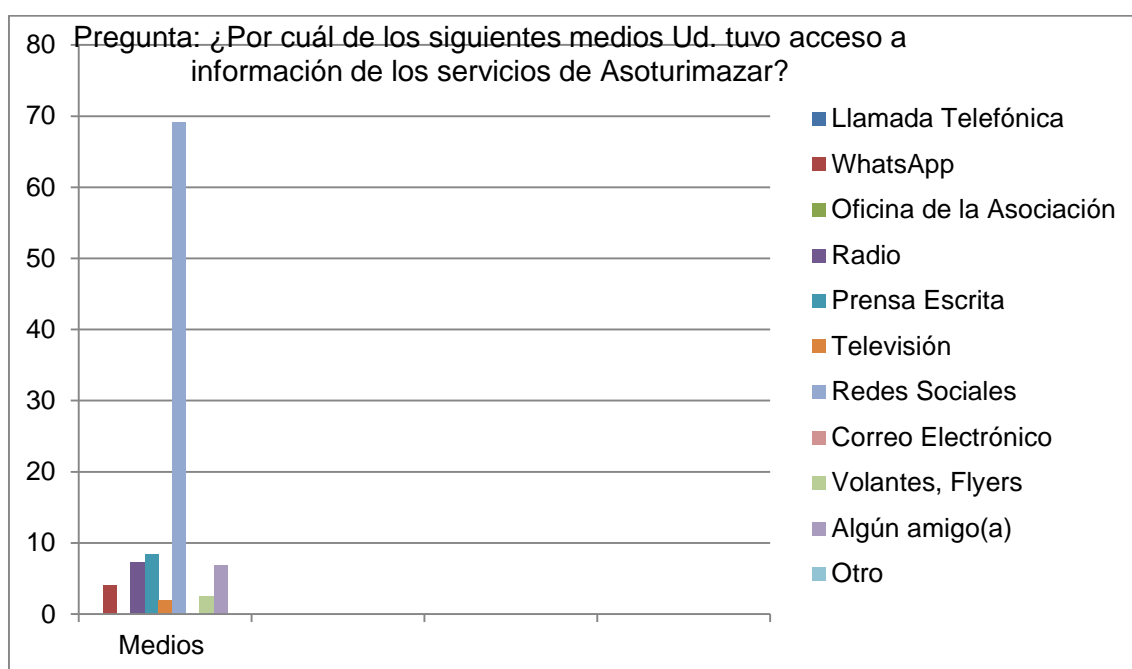 Pregunta: ¿Por cuál de los siguientes medios Ud. tuvo acceso a
información de los servicios de Asoturimazar?
80
70
60
50
40
30
20
10
0
Medios
Llamada Telefónica
WhatsApp
Oficina de la Asociación
Radio
Prensa Escrita
Televisión
Redes Sociales
Correo Electrónico
Volantes, Flyers
Algún amigo(a)
Otro